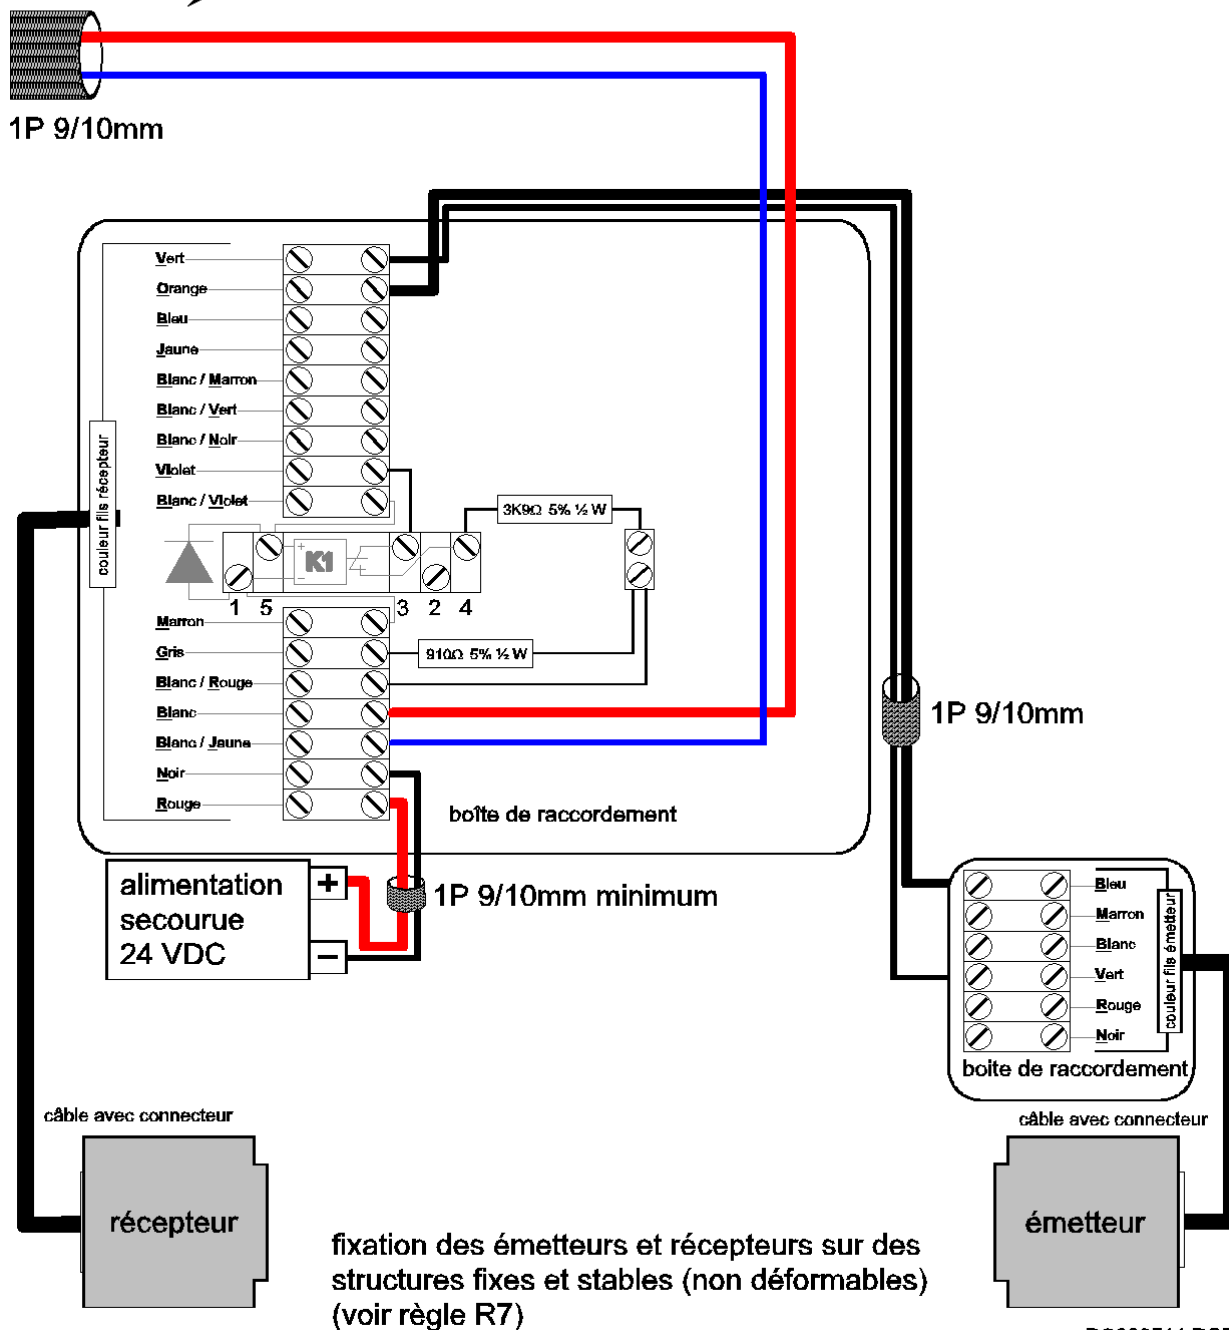 1P 9/10mm
Vert
Orange
Bleu
Jaune
Blanc / Marron
Blanc / Vert
Blanc / Noir
Violet
Blanc / Violet
couleur fils récepteur
3K9Ω 5% ½ W
+
K1
−
1 5 3 2 4
Marron
Gris
910Ω 5% ½ W
Blanc / Rouge
Blanc
Blanc / Jaune
Noir
Rouge
boîte de raccordement
1P 9/10mm
alimentation
secourue
24 VDC
+
−
1P 9/10mm minimum
Bleu
Marron
Blanc
Vert
Rouge
Noir
couleur fils émetteur
boite de raccordement
câble avec connecteur
récepteur
câble avec connecteur
émetteur
fixation des émetteurs et récepteurs sur des
structures fixes et stables (non déformables)
(voir règle R7)